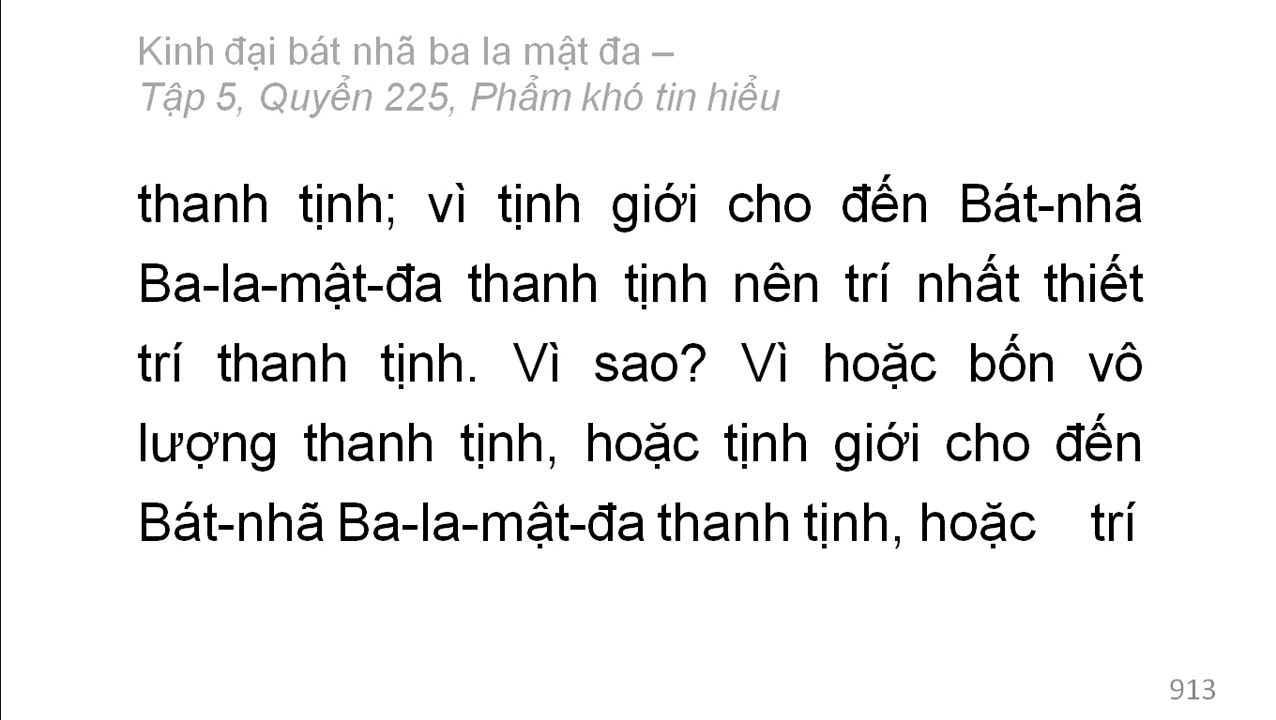 Kinh đại bát nhã ba la mật đa –
Tập 5, Quyển 225, Phẩm khó tin hiểu
thanh tịnh; vì tịnh giới cho đến Bát-nhã
Ba-la-mật-đa thanh tịnh nên trí nhất thiết
trí thanh tịnh. Vì sao? Vì hoặc bốn vô
lượng thanh tịnh, hoặc tịnh giới cho đến
Bát-nhã Ba-la-mật-đa thanh tịnh, hoặc trí
913